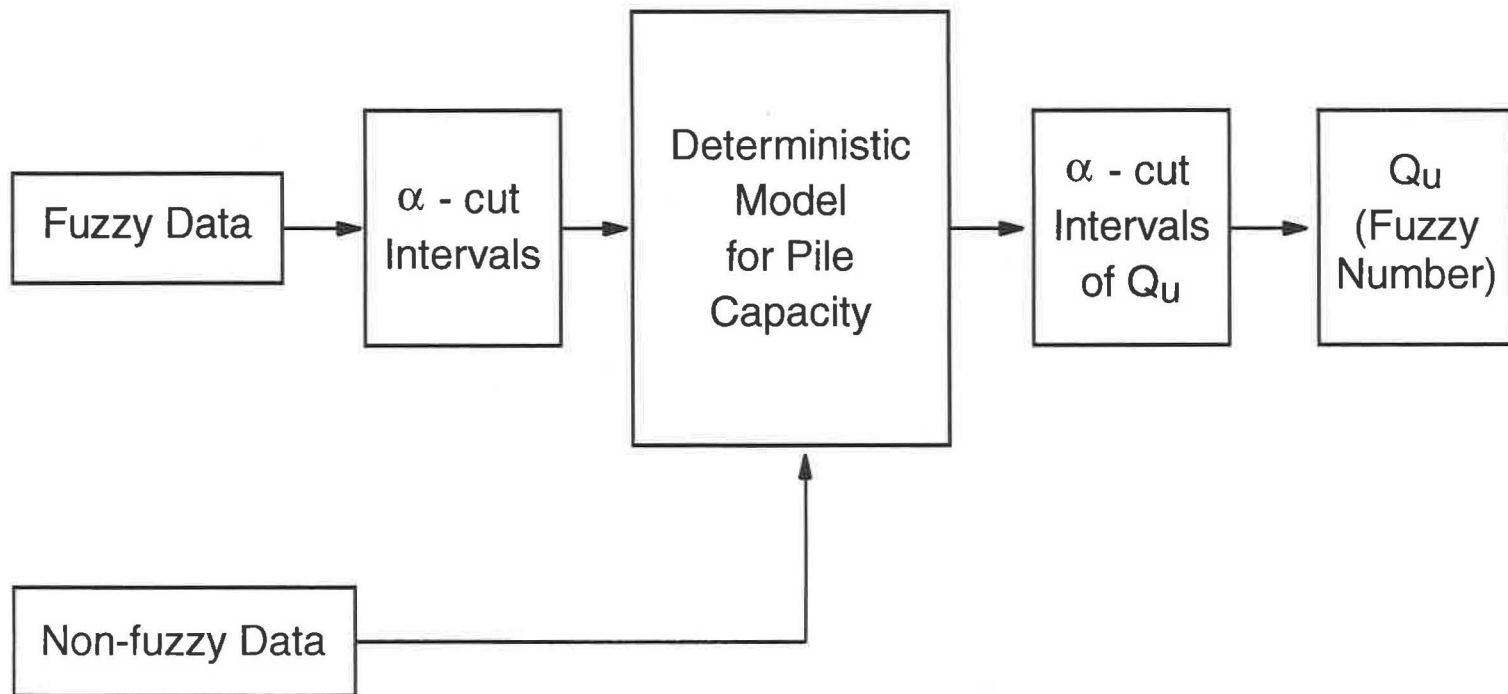 Fuzzy Data
α - cut
Intervals
Deterministic
Model
for Pile
Capacity
α - cut
Intervals
of Qu
Qu
(Fuzzy
Number)
Non-fuzzy Data